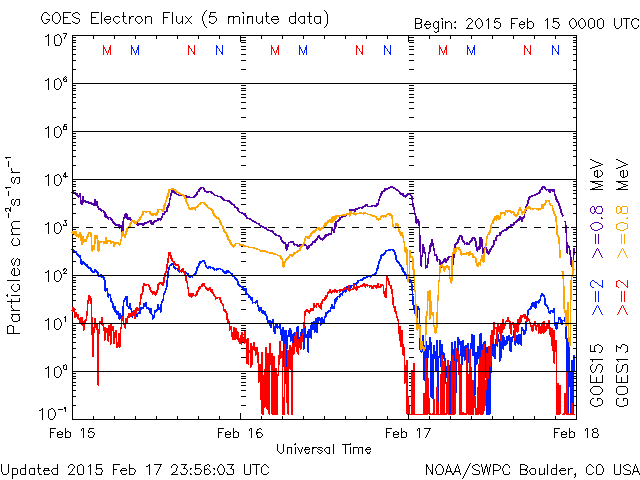 GOES Electron Flux (5 minute data)
Begin: 2015 Feb 15 0000 UTC
10⁷
M M N N M M N N M M N N
10⁶
10⁵
10⁴
10³
10²
10¹
10⁰
10⁻¹
Particles cm⁻²s⁻¹sr⁻¹
Feb 15 Feb 16 Feb 17 Feb 18
Universal Time
GOES15 >=2 >=0.8 MeV
GOES13 >=2 >=0.8 MeV
Updated 2015 Feb 17 23:56:03 UTC
NOAA/SWPC Boulder, CO USA